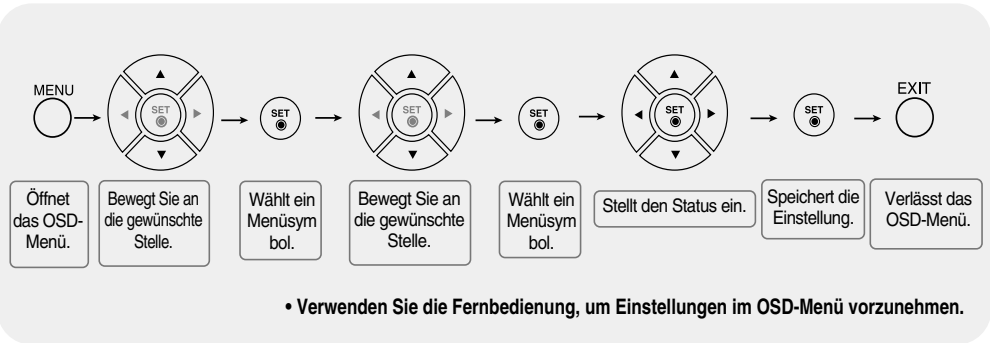 MENU
SET
SET
SET
SET
SET
SET
EXIT
Öffnet
das OSD-
Menü.
Bewegt Sie an
die gewünschte
Stelle.
Wählt ein
Menüsym
bol.
Bewegt Sie an
die gewünschte
Stelle.
Wählt ein
Menüsym
bol.
Stellt den Status ein.
Speichert die
Einstellung.
Verlässt das
OSD-Menü.
• Verwenden Sie die Fernbedienung, um Einstellungen im OSD-Menü vorzunehmen.